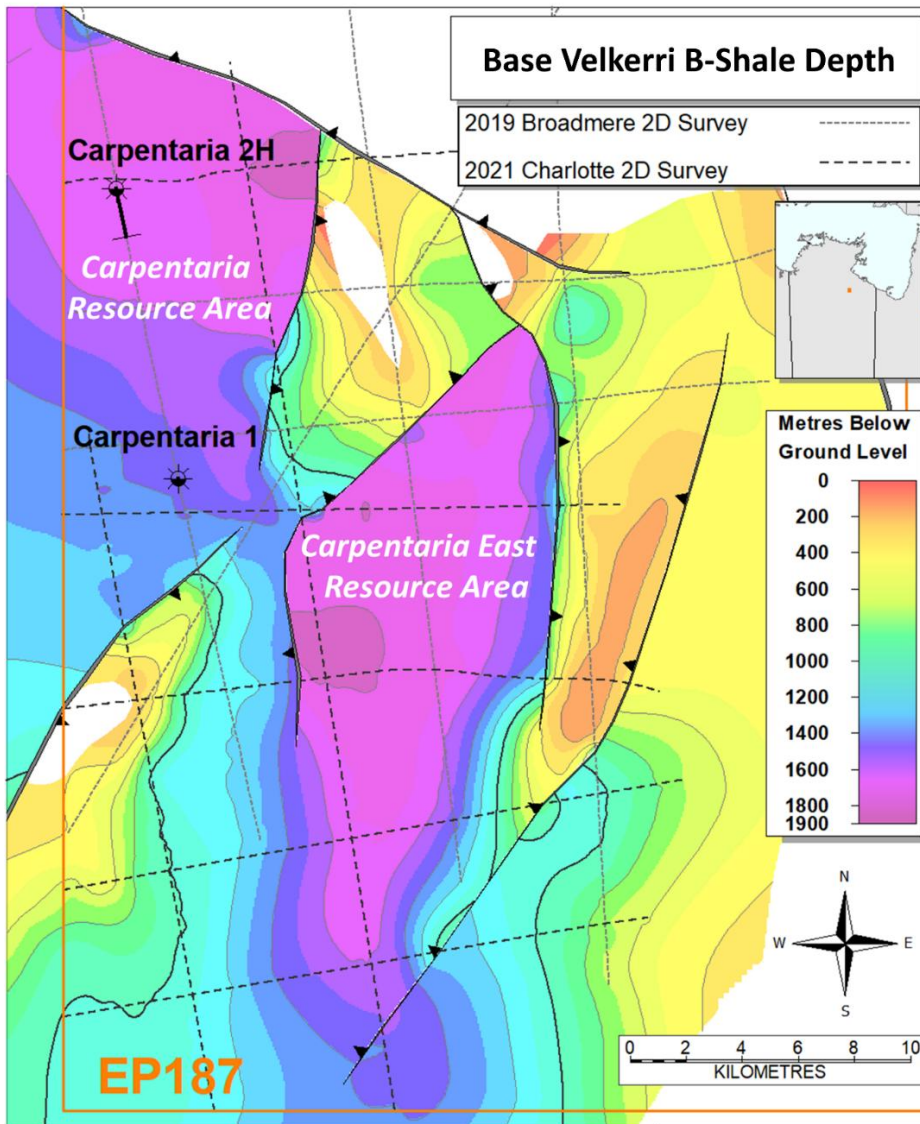 Base Velkerri B-Shale Depth
2019 Broadmere 2D Survey
2021 Charlotte 2D Survey
Carpentaria 2H
Carpentaria
Resource Area
Carpentaria 1
Carpentaria East
Resource Area
Metres Below
Ground Level
0
200
400
600
800
1000
1200
1400
1600
1800
1900
N
W E
S
0 2 4 6 8 10
KILOMETRES
EP187